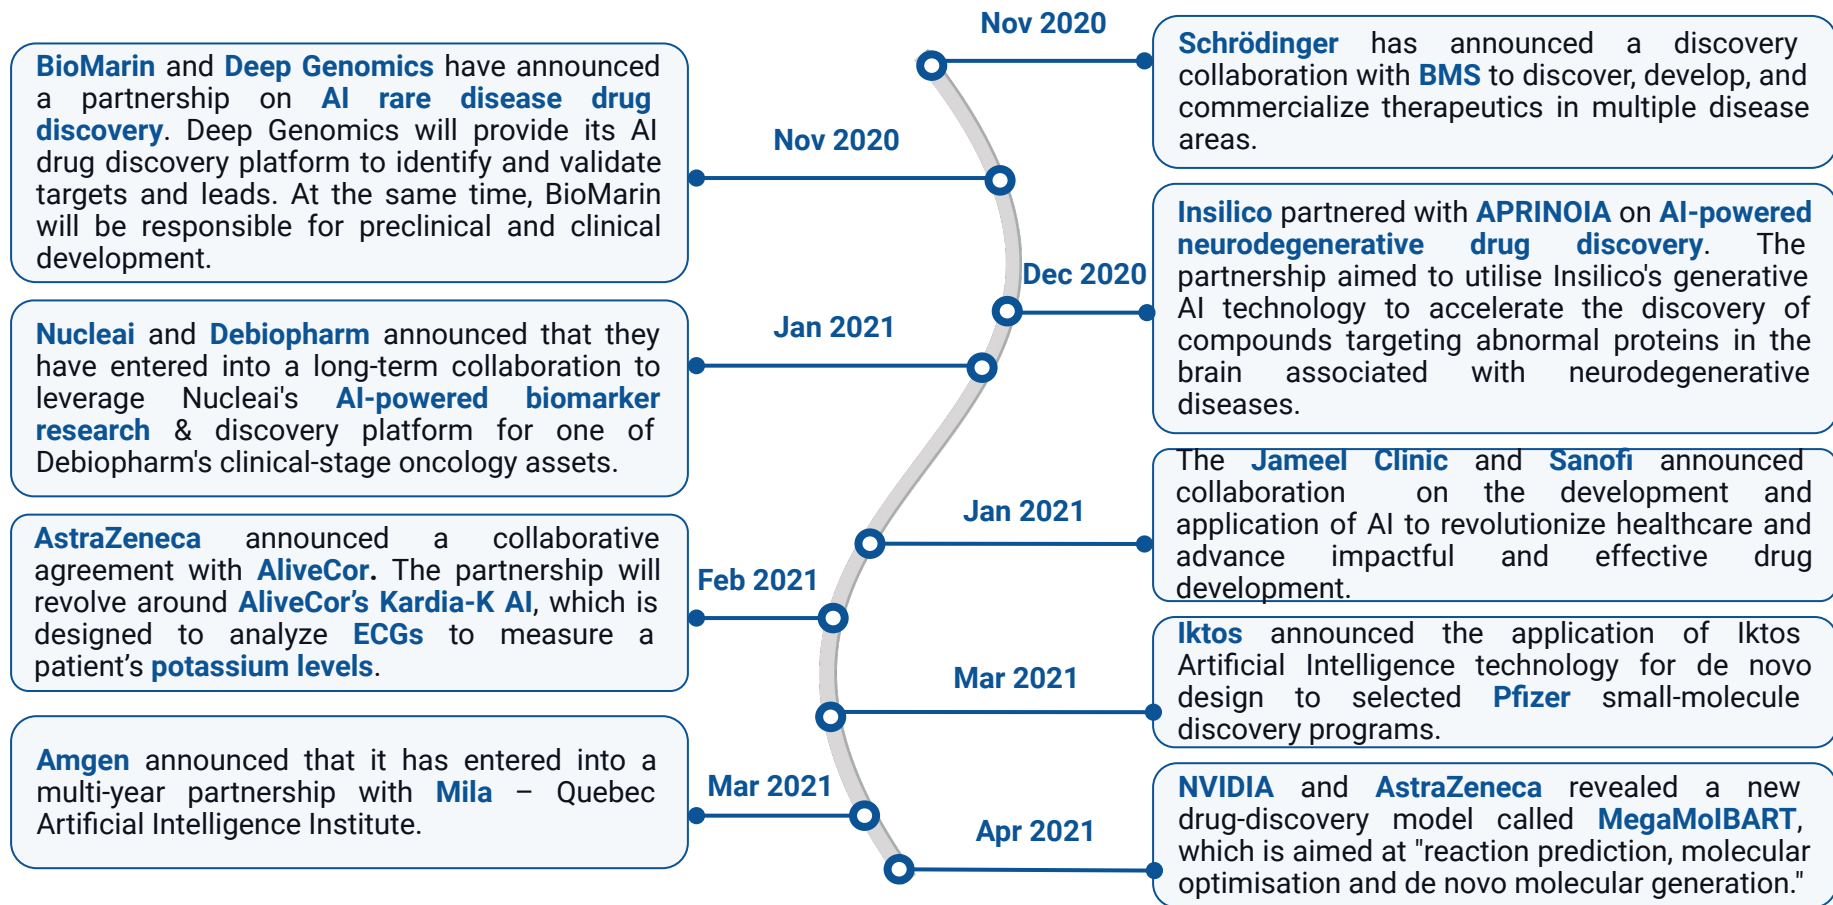 Nov 2020
Schrödinger has announced a discovery
collaboration with BMS to discover, develop, and
commercialize therapeutics in multiple disease
areas.
BioMarin and Deep Genomics have announced
a partnership on AI rare disease drug
discovery. Deep Genomics will provide its AI
drug discovery platform to identify and validate
targets and leads. At the same time, BioMarin
will be responsible for preclinical and clinical
development.
Nov 2020
Dec 2020
Insilico partnered with APRINOIA on AI-powered
neurodegenerative drug discovery. The
partnership aimed to utilise Insilico's generative
AI technology to accelerate the discovery of
compounds targeting abnormal proteins in the
brain associated with neurodegenerative
diseases.
Nucleai and Debiopharm announced that they
have entered into a long-term collaboration to
leverage Nucleai's AI-powered biomarker
research & discovery platform for one of
Debiopharm's clinical-stage oncology assets.
Jan 2021
Jan 2021
The Jameel Clinic and Sanofi announced
collaboration on the development and
application of AI to revolutionize healthcare and
advance impactful and effective drug
development.
AstraZeneca announced a collaborative
agreement with AliveCor. The partnership will
revolve around AliveCor’s Kardia-K AI, which is
designed to analyze ECGs to measure a
patient’s potassium levels.
Feb 2021
Mar 2021
Iktos announced the application of Iktos
Artificial Intelligence technology for de novo
design to selected Pfizer small-molecule
discovery programs.
Amgen announced that it has entered into a
multi-year partnership with Mila – Quebec
Artificial Intelligence Institute.
Mar 2021
Apr 2021
NVIDIA and AstraZeneca revealed a new
drug-discovery model called MegaMolBART,
which is aimed at "reaction prediction, molecular
optimisation and de novo molecular generation."